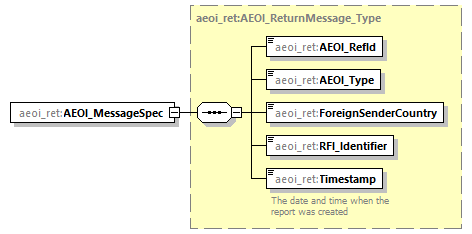 aeoi_ret:AEOI_ReturnMessage_Type
aeoi_ret:AEOI_RefId
aeoi_ret:AEOI_Type
aeoi_ret:AEOI_MessageSpec
aeoi_ret:ForeignSenderCountry
aeoi_ret:RFI_Identifier
aeoi_ret:Timestamp
The date and time when the
report was created